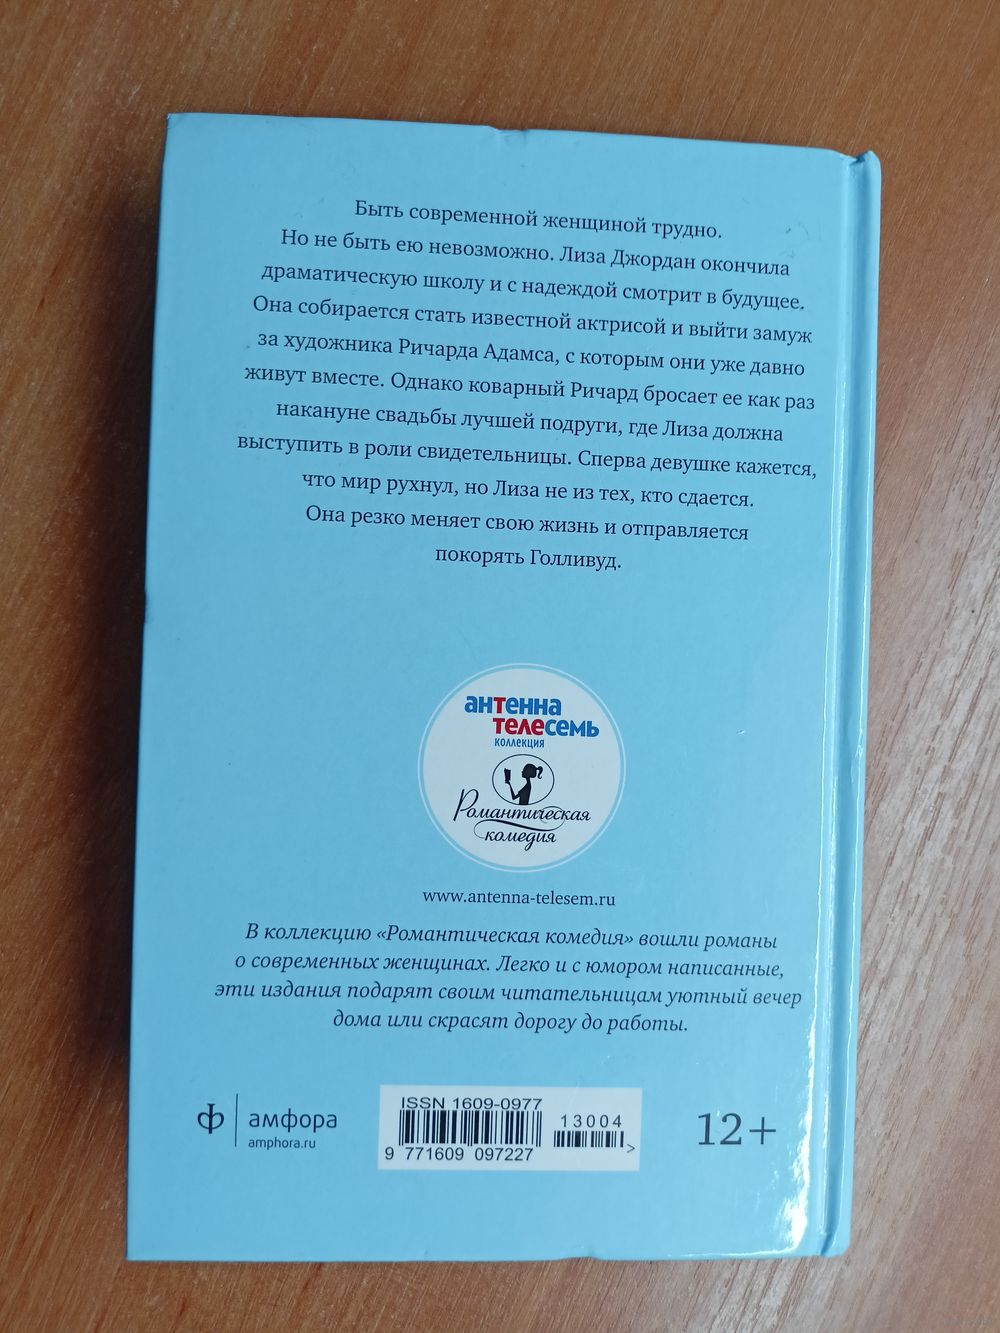 Быть современной женщиной трудно.
Но не быть ею невозможно. Лиза Джордан окончила
драматическую школу и с надеждой смотрит в будущее.
Она собирается стать известной актрисой и выйти замуж
за художника Ричарда Адамса, с которым они уже давно
живут вместе. Однако коварный Ричард бросает ее как раз
накануне свадьбы лучшей подруги, где Лиза должна
выступить в роли свидетельницы. Сперва девушке кажется,
что мир рухнул, но Лиза не из тех, кто сдается.
Она резко меняет свою жизнь и отправляется
покорять Голливуд.
антенна
телесемь
коллекция
Романтическая
комедия
www.antenna-telesem.ru
В коллекцию «Романтическая комедия» вошли романы
о современных женщинах. Легко и с юмором написанные,
эти издания подарят своим читательницам уютный вечер
дома или скрасят дорогу до работы.
ф амфора
amphora.ru
ISSN 1609-0977
13004
9 771609 097227 >
12+